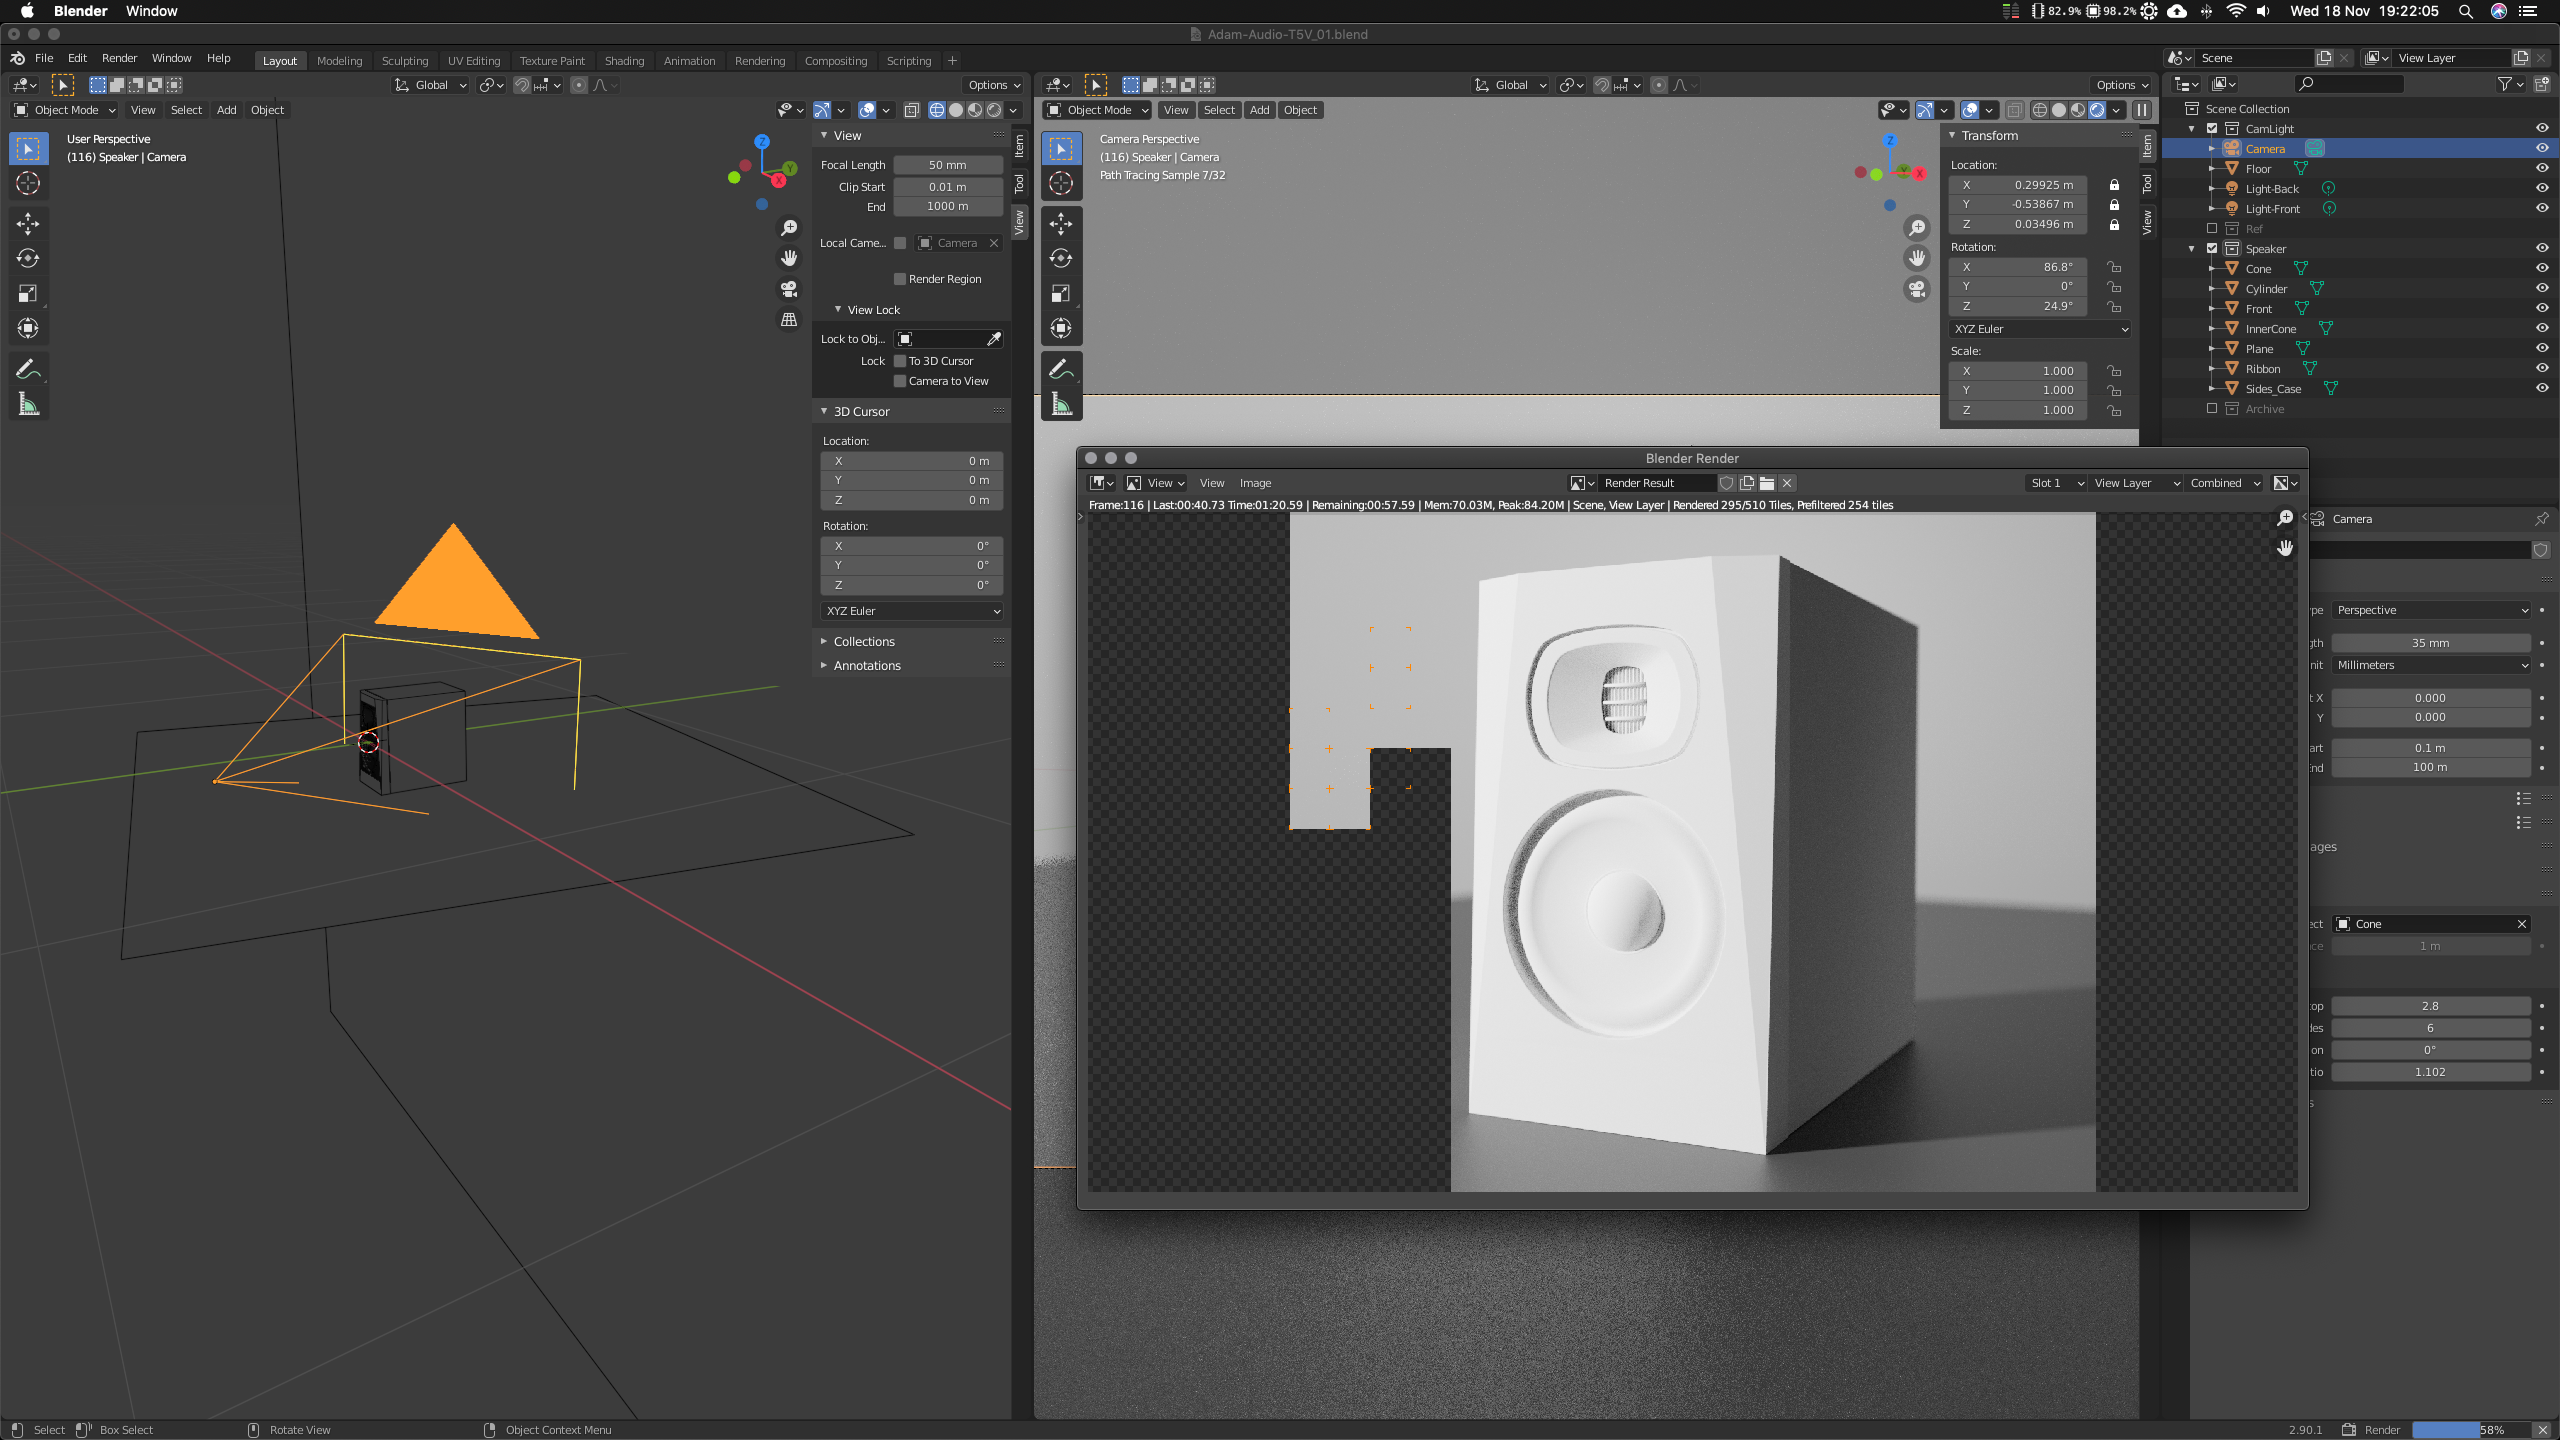 Blender Window 82.9% 98.2% Wed 18 Nov 19:22:05
Adam-Audio-T5V_01.blend
File Edit Render Window Help Layout Modeling Sculpting UV Editing Texture Paint Shading Animation Rendering Compositing Scripting + Scene View Layer
Global Options
Object Mode View Select Add Object
User Perspective
(116) Speaker | Camera
Z
Y
X
View
Focal Length 50 mm
Clip Start 0.01 m
End 1000 m
Local Came... Camera
Render Region
View Lock
Lock to Obj...
Lock To 3D Cursor
Camera to View
3D Cursor
Location:
X 0 m
Y 0 m
Z 0 m
Rotation:
X 0°
Y 0°
Z 0°
XYZ Euler
Collections
Annotations
Item
Tool
View
Global Options
Object Mode View Select Add Object
Camera Perspective
(116) Speaker | Camera
Path Tracing Sample 7/32
Z
Y
X
Transform
Location:
X 0.29925 m
Y -0.53867 m
Z 0.03496 m
Rotation:
X 86.8°
Y 0°
Z 24.9°
XYZ Euler
Scale:
X 1.000
Y 1.000
Z 1.000
Item
Tool
View
Scene Collection
CamLight
Camera
Floor
Light-Back
Light-Front
Ref
Speaker
Cone
Cylinder
Front
InnerCone
Plane
Ribbon
Sides_Case
Archive
Blender Render
View View Image Render Result Slot 1 View Layer Combined
Frame:116 | Last:00:40.73 Time:01:20.59 | Remaining:00:57.59 | Mem:70.03M, Peak:84.20M | Scene, View Layer | Rendered 295/510 Tiles, Prefiltered 254 tiles
Camera
ype Perspective
gth 35 mm
nit Millimeters
t X 0.000
Y 0.000
art 0.1 m
nd 100 m
ages
ect Cone
ce 1 m
top 2.8
des 6
on 0°
tio 1.102
s
Select Box Select Rotate View Object Context Menu 2.90.1 Render 58%